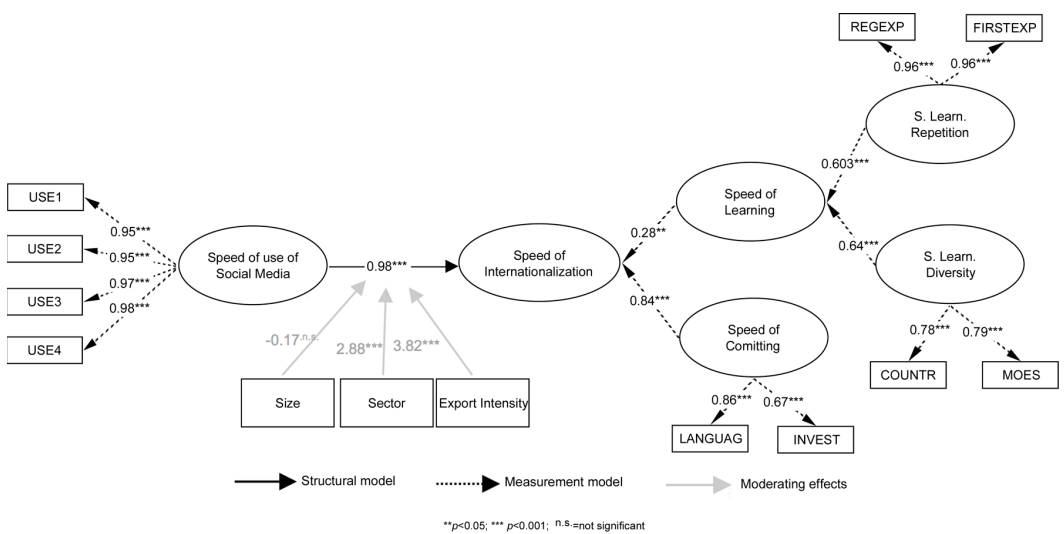 REGEXP
FIRSTEXP
0.96***
0.96***
S. Learn.
Repetition
0.603***
USE1
USE2
USE3
USE4
0.95***
0.95***
0.97***
0.98***
Speed of use of
Social Media
0.98***
Speed of
Internationalization
0.28**
0.84***
Speed of
Learning
0.64***
S. Learn.
Diversity
0.78***
0.79***
COUNTR
MOES
Speed of
Comitting
0.86***
0.67***
LANGUAG
INVEST
-0.17n.s.
2.88***
3.82***
Size
Sector
Export Intensity
Structural model
Measurement model
Moderating effects
**p<0.05; *** p<0.001; n.s.=not significant